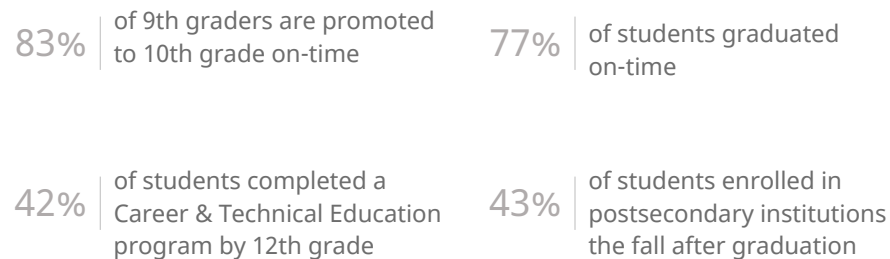 83%
of 9th graders are promoted
to 10th grade on-time
77%
of students graduated
on-time
42%
of students completed a
Career & Technical Education
program by 12th grade
43%
of students enrolled in
postsecondary institutions
the fall after graduation